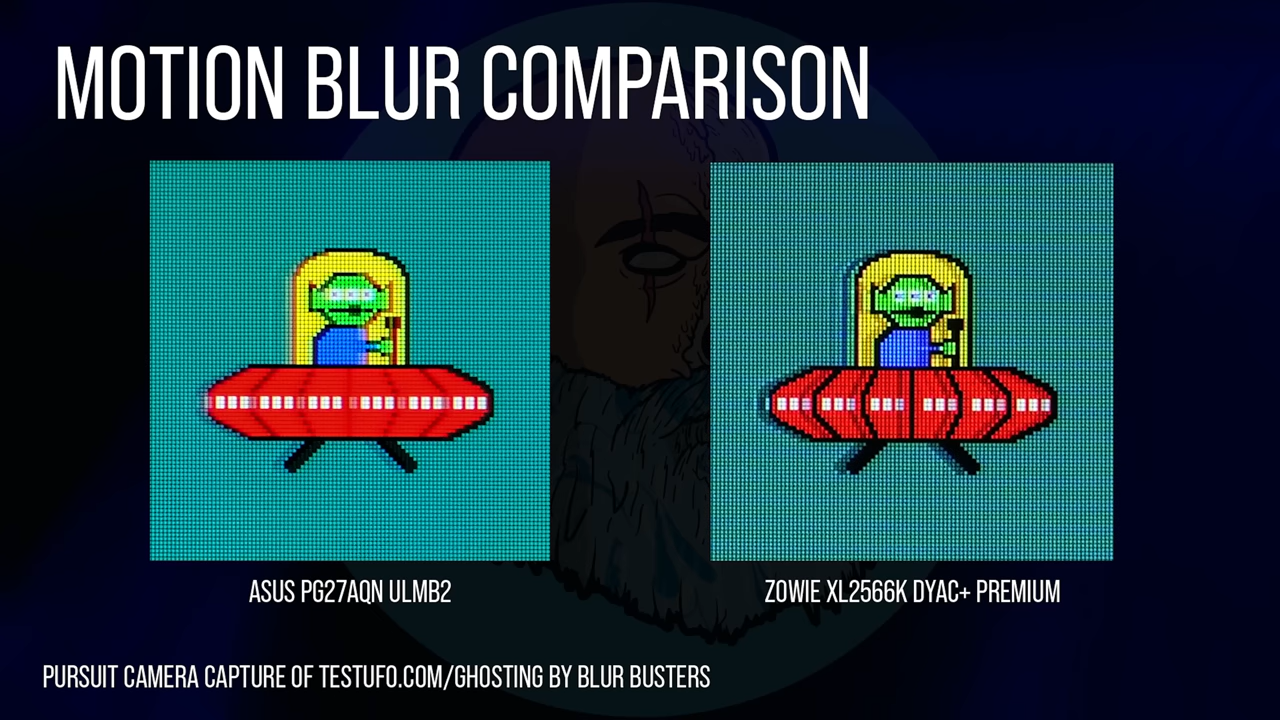 MOTION BLUR COMPARISON
ASUS PG27AQN ULMB2
ZOWIE XL2566K DYAC+ PREMIUM
PURSUIT CAMERA CAPTURE OF TESTUFO.COM/GHOSTING BY BLUR BUSTERS